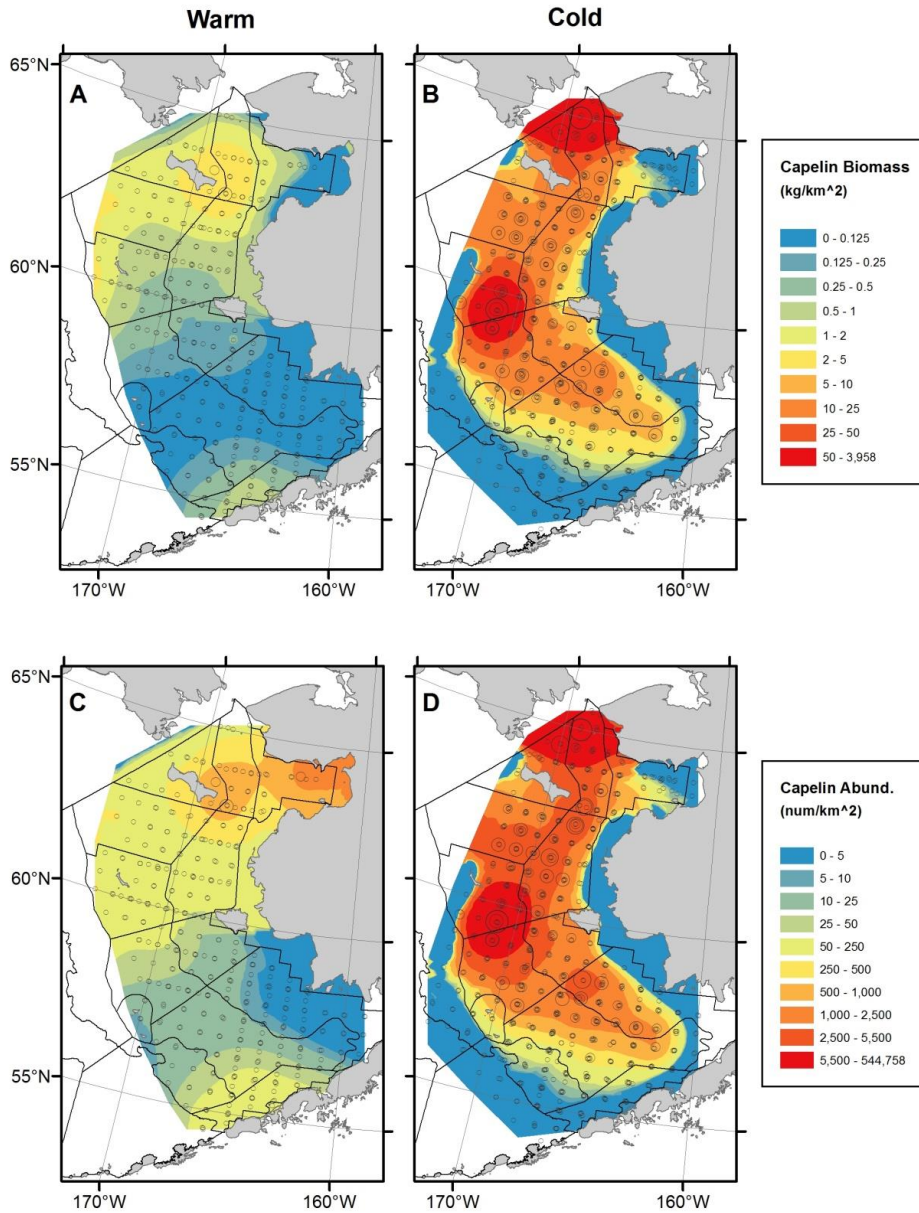 Warm
Cold
65°N
60°N
55°N
A
B
170°W
160°W
170°W
160°W
Capelin Biomass
(kg/km^2)
0 - 0.125
0.125 - 0.25
0.25 - 0.5
0.5 - 1
1 - 2
2 - 5
5 - 10
10 - 25
25 - 50
50 - 3,958
65°N
60°N
55°N
C
D
170°W
160°W
170°W
160°W
Capelin Abund.
(num/km^2)
0 - 5
5 - 10
10 - 25
25 - 50
50 - 250
250 - 500
500 - 1,000
1,000 - 2,500
2,500 - 5,500
5,500 - 544,758